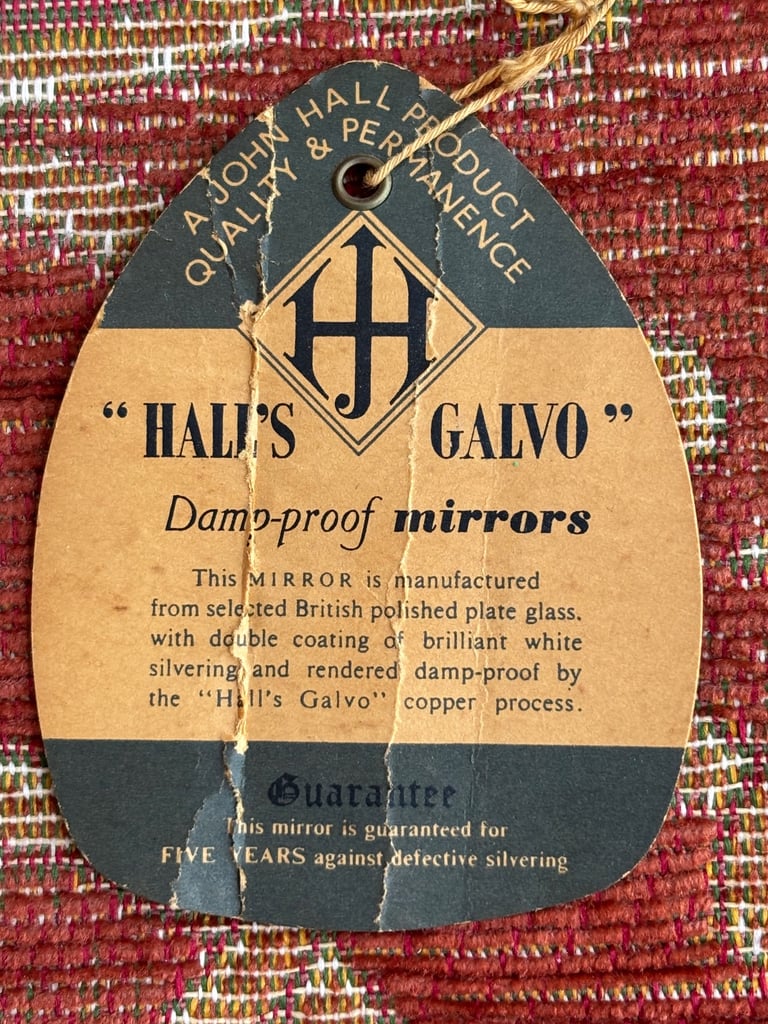 A JOHN HALL PRODUCT
QUALITY & PERMANENCE
JH
“ HALL'S GALVO ”
Damp-proof mirrors
This MIRROR is manufactured
from selected British polished plate glass,
with double coating of brilliant white
silvering and rendered damp-proof by
the “Hall's Galvo” copper process.
Guarantee
This mirror is guaranteed for
FIVE YEARS against defective silvering